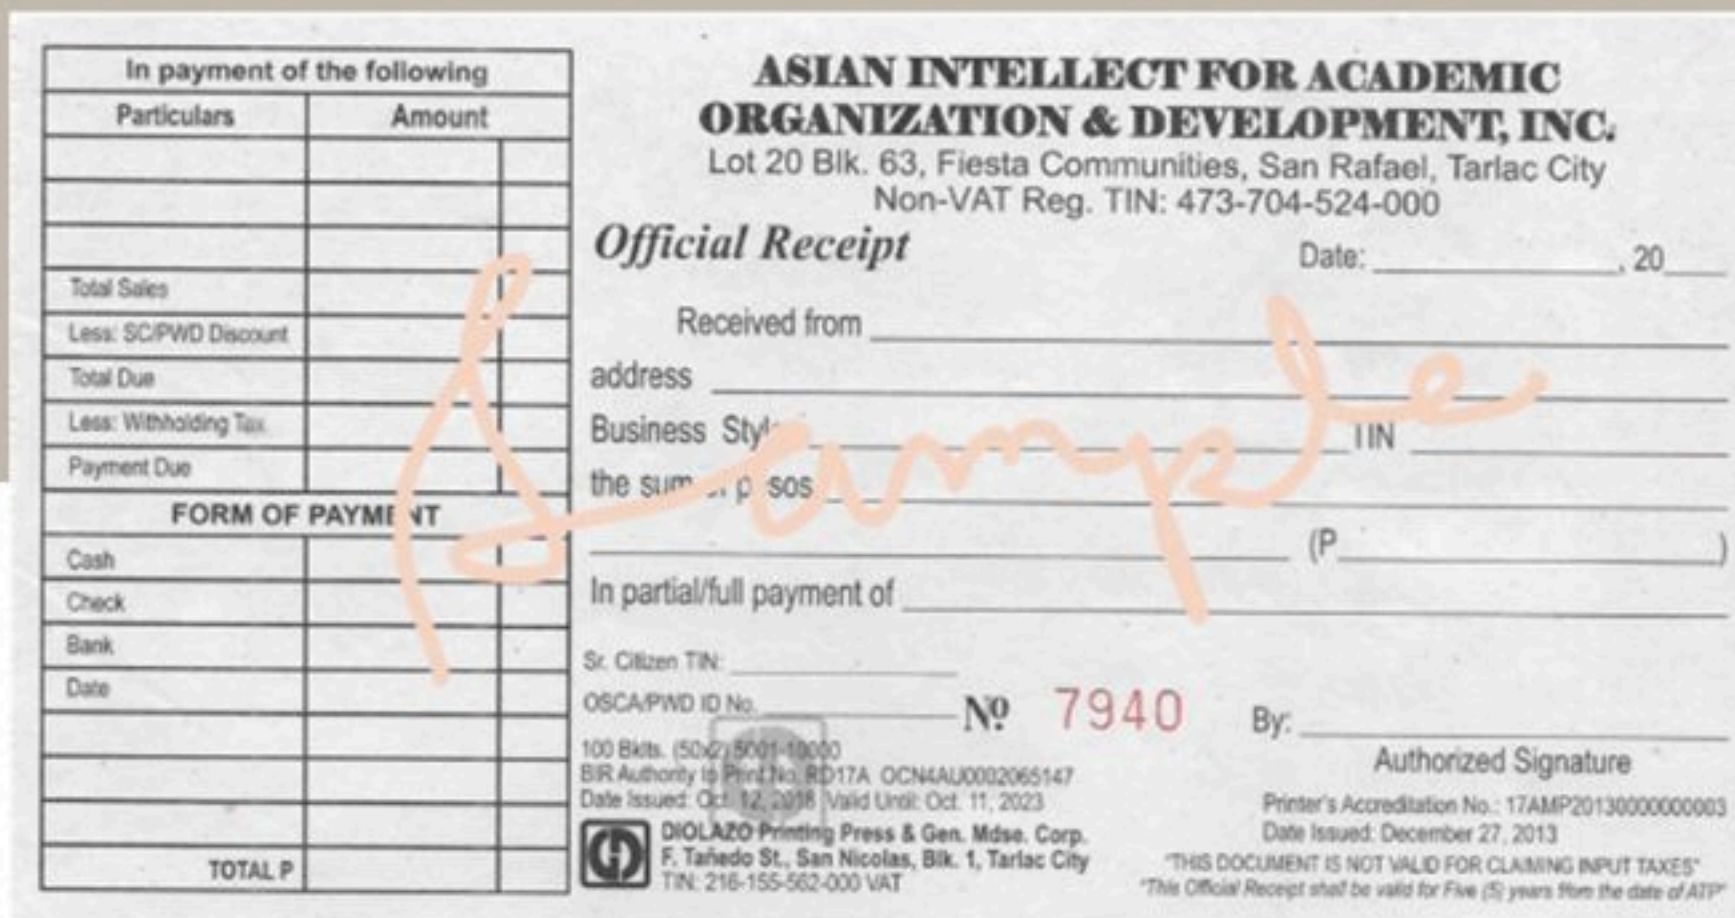 In payment of the following
Particulars Amount
Total Sales
Less: SC/PWD Discount
Total Due
Less: Withholding Tax
Payment Due
FORM OF PAYMENT
Cash
Check
Bank
Date
TOTAL P
ASIAN INTELLECT FOR ACADEMIC
ORGANIZATION & DEVELOPMENT, INC.
Lot 20 Blk. 63, Fiesta Communities, San Rafael, Tarlac City
Non-VAT Reg. TIN: 473-704-524-000
Official Receipt Date: , 20
Received from
address
Business Style TIN
the sum of pesos
(P )
In partial/full payment of
Sr. Citizen TIN:
OSCA/PWD ID No. Nº 7940 By:
Authorized Signature
100 Bklts. (50x2) 5001-10000
BIR Authority to Print No. RD17A OCN4AU0002065147
Date Issued: Oct. 12, 2018 Valid Until: Oct. 11, 2023
DIOLAZO Printing Press & Gen. Mdse. Corp.
F. Tañedo St., San Nicolas, Blk. 1, Tarlac City
TIN: 216-155-562-000 VAT
Printer's Accreditation No.: 17AMP20130000000003
Date Issued: December 27, 2013
"THIS DOCUMENT IS NOT VALID FOR CLAIMING INPUT TAXES"
"This Official Receipt shall be valid for Five (5) years from the date of ATP"
Sample